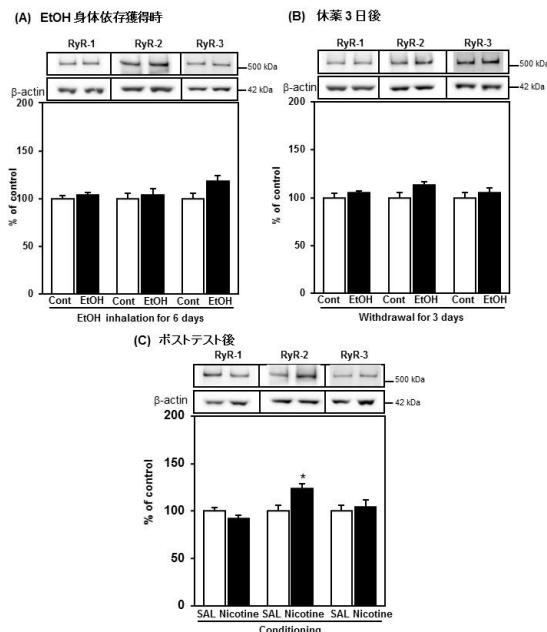 (A) EtOH 身体依存獲得時
RyR-1 RyR-2 RyR-3
500 kDa
β-actin 42 kDa
200
150
100
50
0
% of control
Cont EtOH Cont EtOH Cont EtOH
EtOH inhalation for 6 days
(B) 休薬 3 日後
RyR-1 RyR-2 RyR-3
500 kDa
β-actin 42 kDa
200
150
100
50
0
% of control
Cont EtOH Cont EtOH Cont EtOH
Withdrawal for 3 days
(C) ポストテスト後
RyR-1 RyR-2 RyR-3
500 kDa
β-actin 42 kDa
200
150
100
50
0
% of control
*
SAL Nicotine SAL Nicotine SAL Nicotine
Conditioning